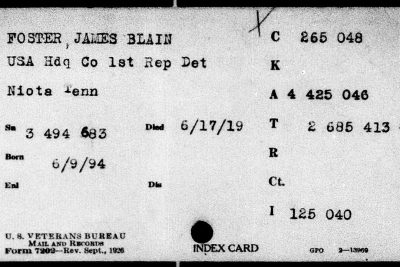 FOSTER, JAMES BLAIN
C 265 048
USA Hdq Co 1st Rep Det
K
Niota Tenn
A 4 425 046
Sn 3 494 683
Died 6/17/19
T 2 685 413
Born 6/9/94
R
Enl
Dis
Ct.
I 125 040
U. S. VETERANS BUREAU
MAIL AND RECORDS
Form 7202—Rev. Sept., 1926
INDEX CARD
GPO 2—13969